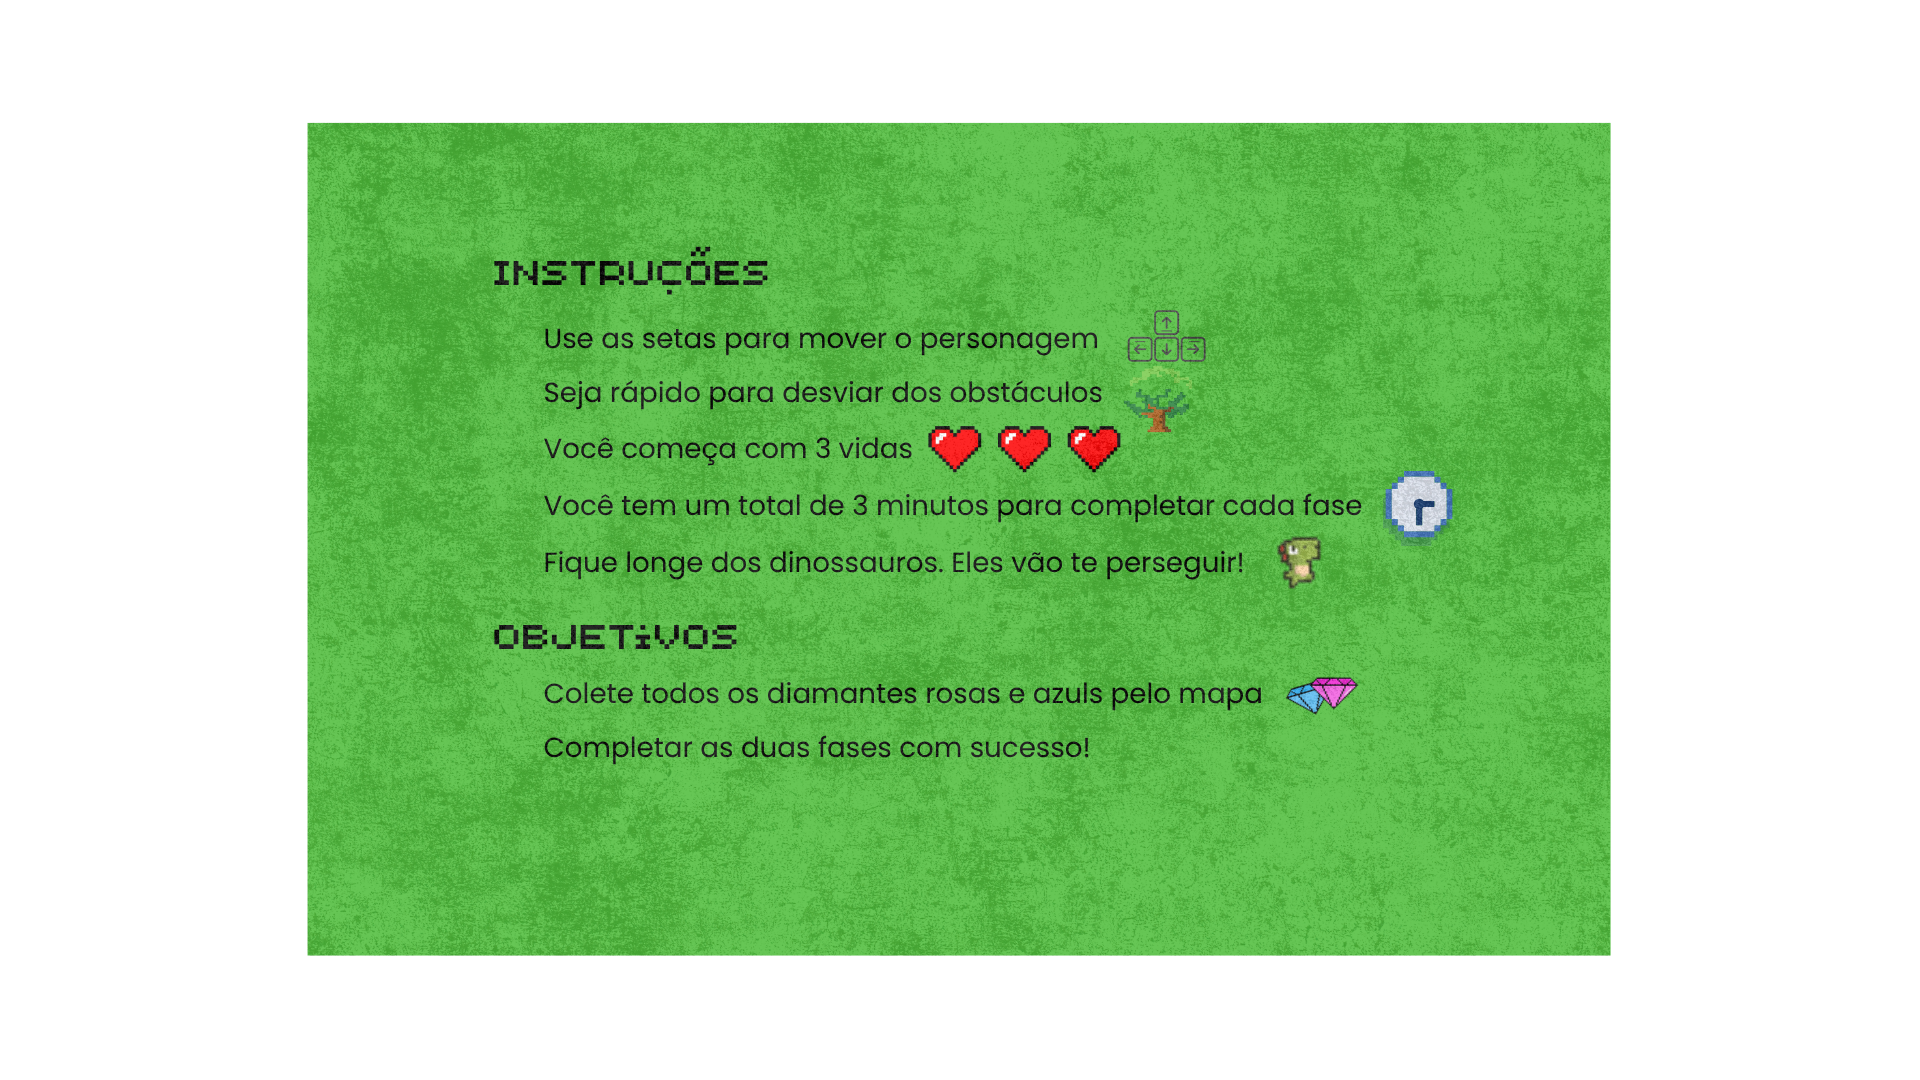 INSTRUÇÕES
Use as setas para mover o personagem
Seja rápido para desviar dos obstáculos
Você começa com 3 vidas
Você tem um total de 3 minutos para completar cada fase
Fique longe dos dinossauros. Eles vão te perseguir!
OBJETiVOS
Colete todos os diamantes rosas e azuls pelo mapa
Completar as duas fases com sucesso!